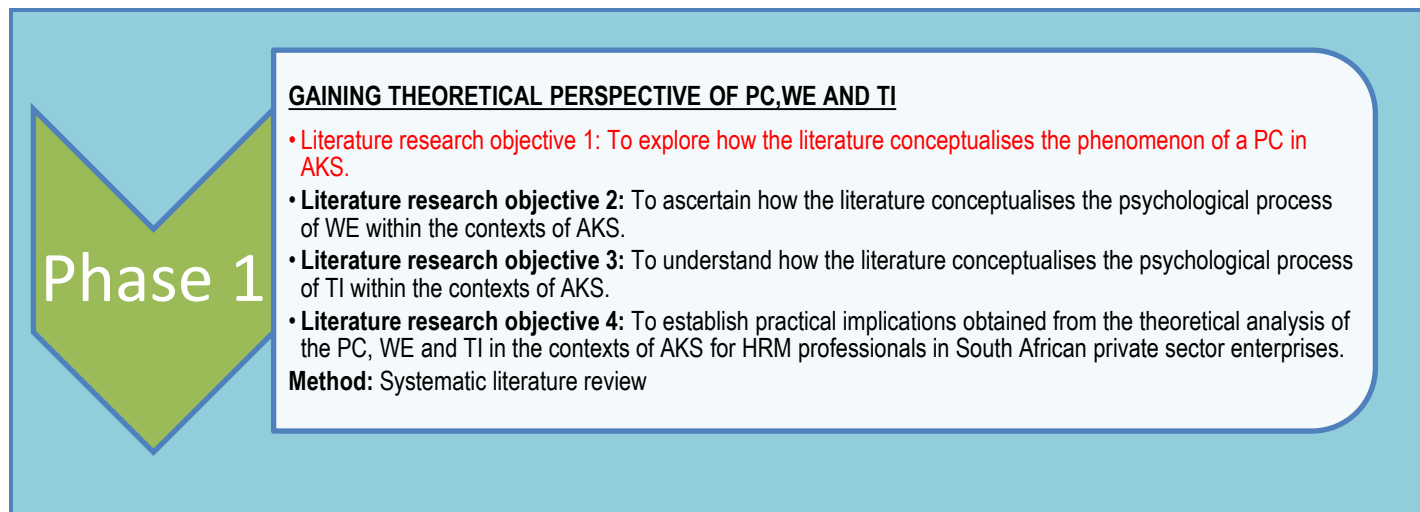 Phase 1
GAINING THEORETICAL PERSPECTIVE OF PC,WE AND TI
• Literature research objective 1: To explore how the literature conceptualises the phenomenon of a PC in
AKS.
• Literature research objective 2: To ascertain how the literature conceptualises the psychological process
of WE within the contexts of AKS.
• Literature research objective 3: To understand how the literature conceptualises the psychological process
of TI within the contexts of AKS.
• Literature research objective 4: To establish practical implications obtained from the theoretical analysis of
the PC, WE and TI in the contexts of AKS for HRM professionals in South African private sector enterprises.
Method: Systematic literature review